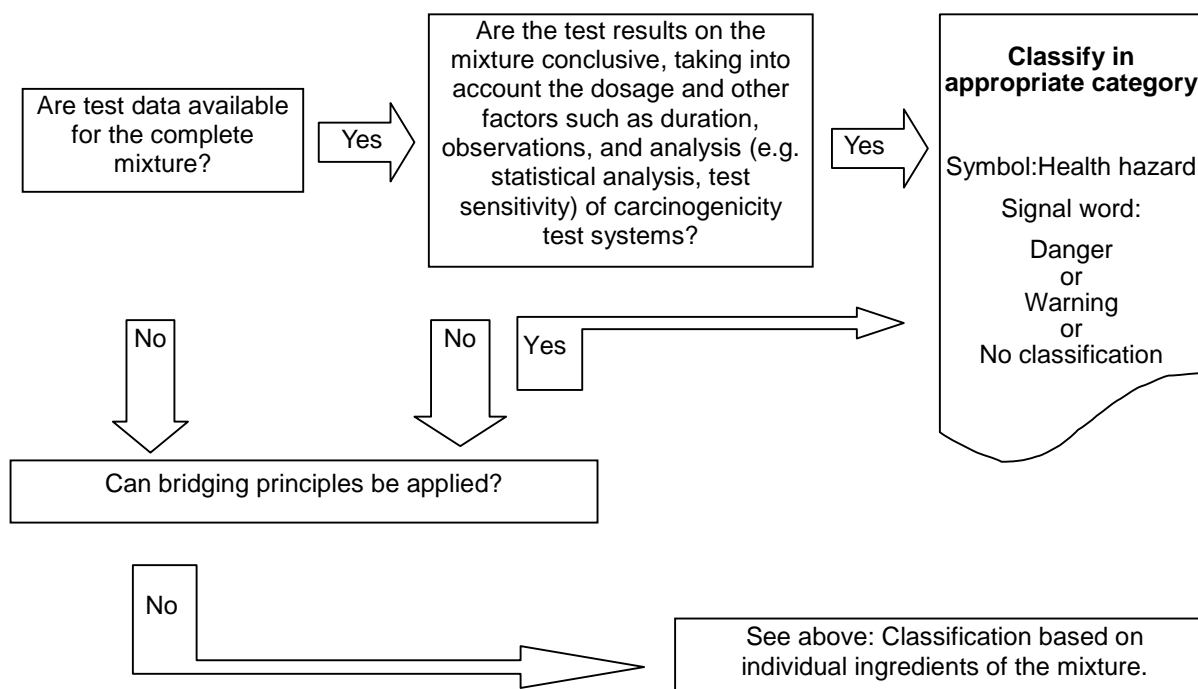 Are test data available
for the complete
mixture?
Yes
Are the test results on the
mixture conclusive, taking into
account the dosage and other
factors such as duration,
observations, and analysis (e.g.
statistical analysis, test
sensitivity) of carcinogenicity
test systems?
Yes
Classify in
appropriate category
Symbol:Health hazard
Signal word:
Danger
or
Warning
or
No classification
No
No
Yes
Can bridging principles be applied?
No
See above: Classification based on
individual ingredients of the mixture.